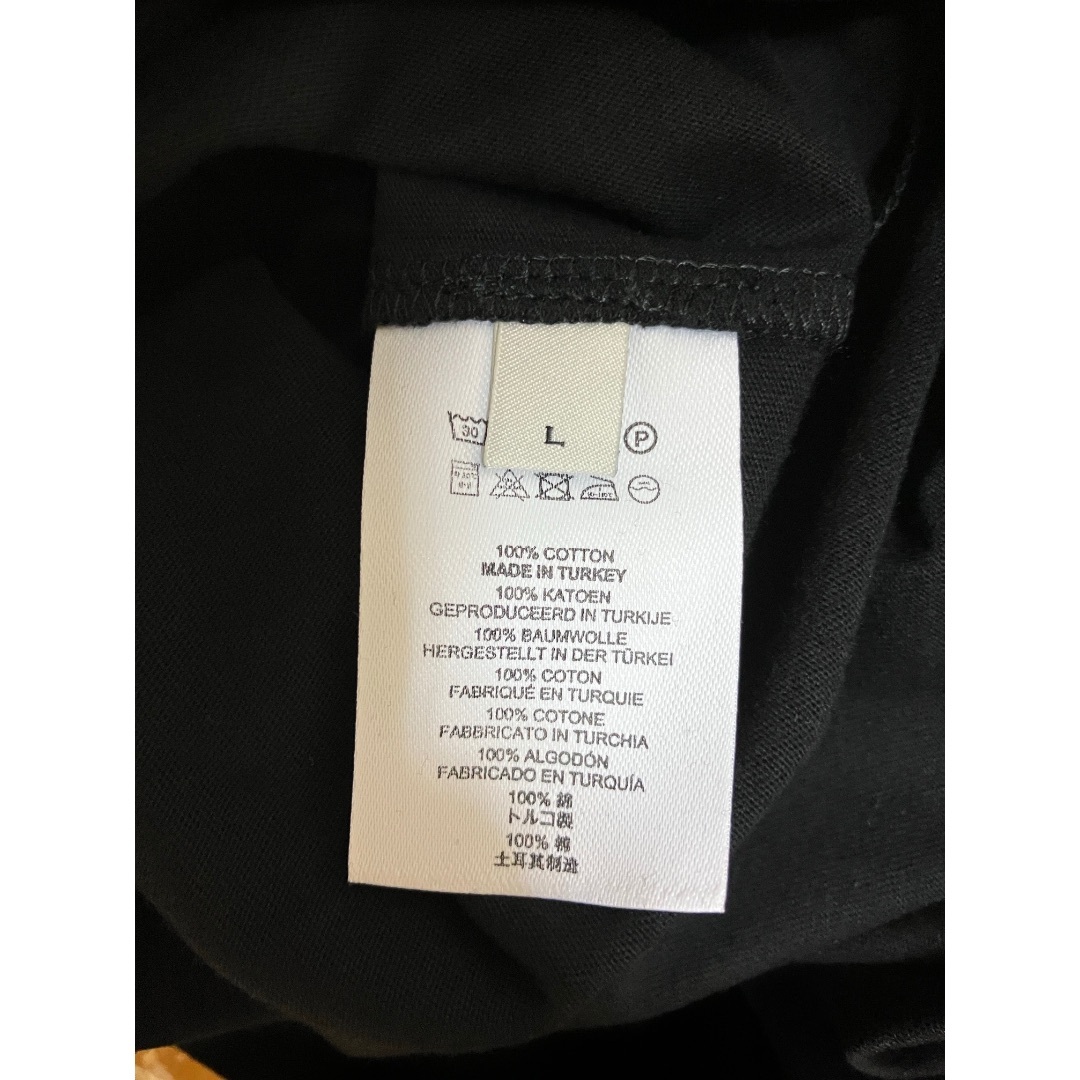 L
30
P
100% COTTON
MADE IN TURKEY
100% KATOEN
GEPRODUCEERD IN TURKIJE
100% BAUMWOLLE
HERGESTELLT IN DER TÜRKEI
100% COTON
FABRIQUÉ EN TURQUIE
100% COTONE
FABBRICATO IN TURCHIA
100% ALGODÓN
FABRICADO EN TURQUÍA
100% 綿
トルコ製
100% 棉
土耳其制造